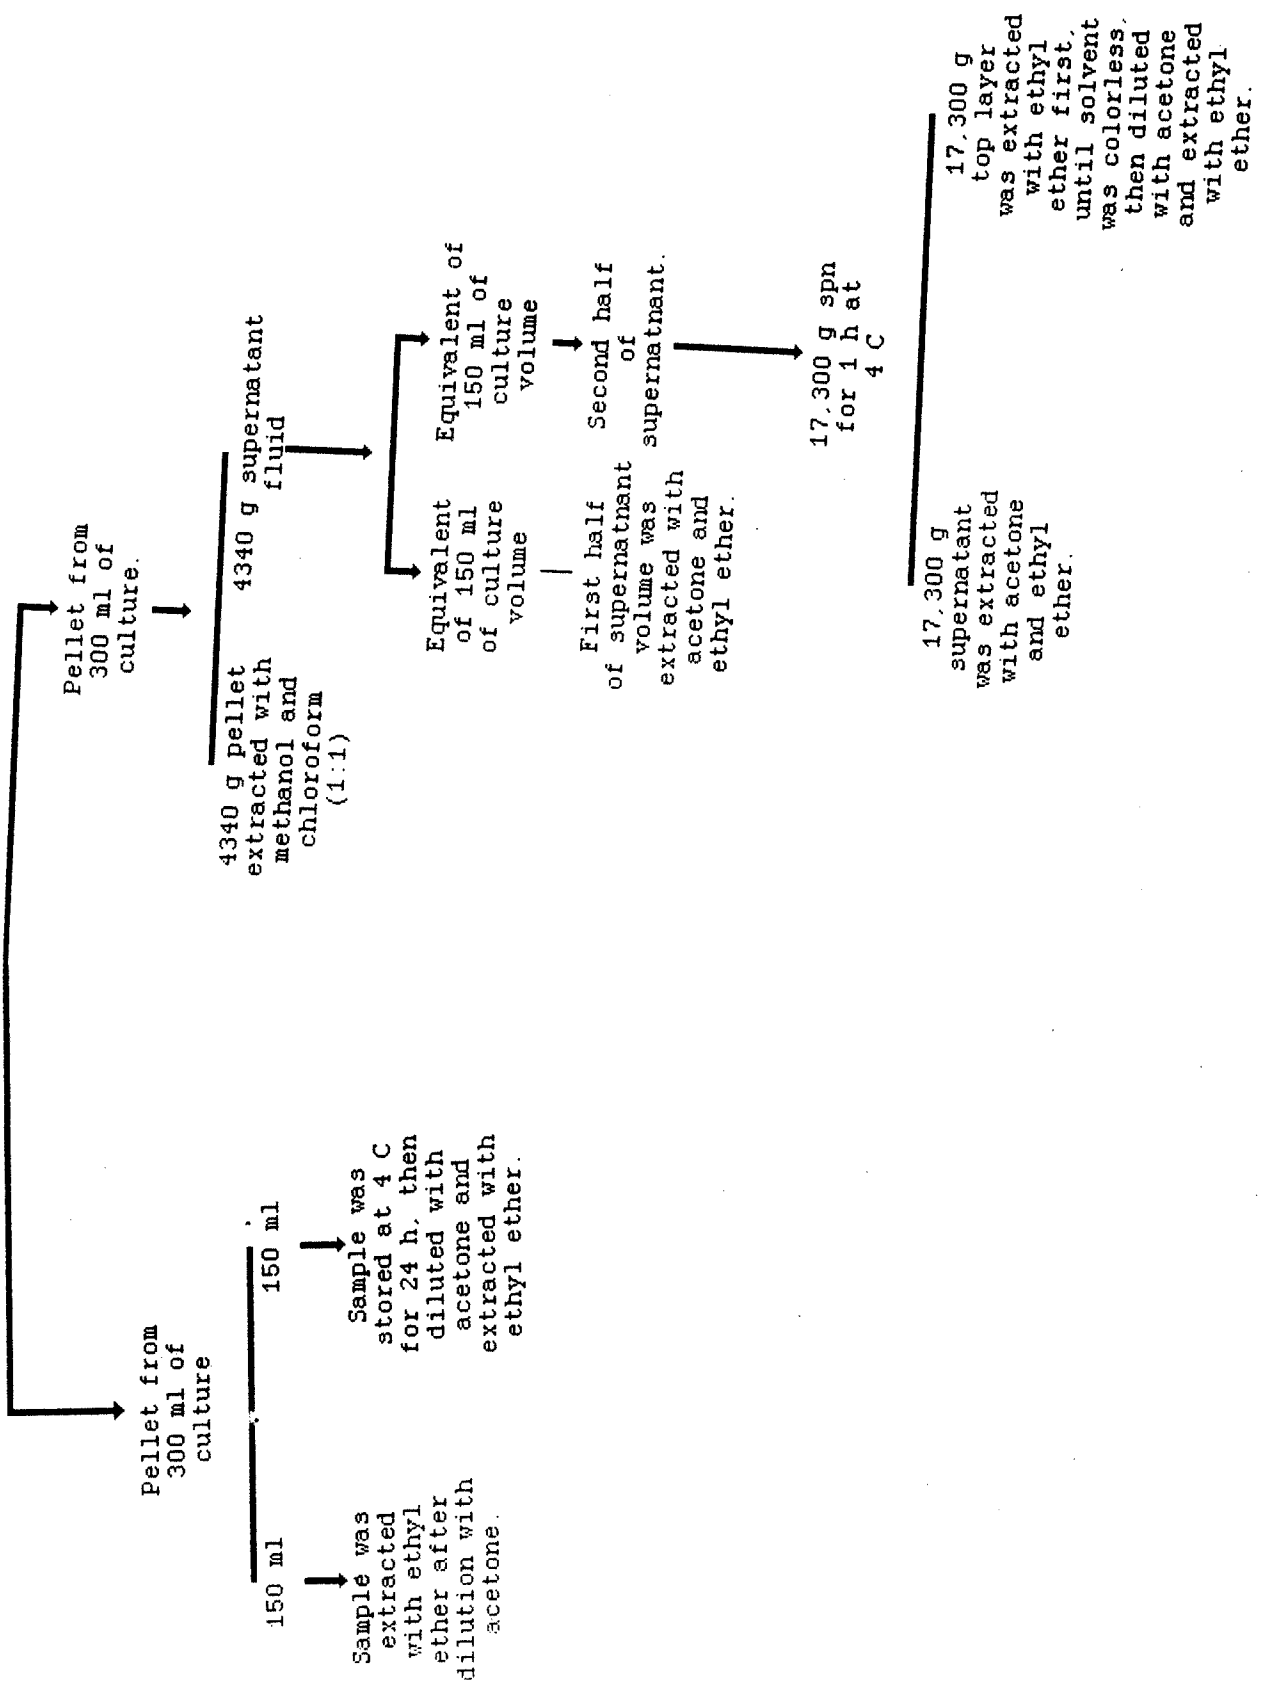 Pellet from
300 ml of
culture
150 ml
Sample was
extracted
with ethyl
ether after
dilution with
acetone.
150 ml
Sample was
stored at 4 C
for 24 h, then
diluted with
acetone and
extracted with
ethyl ether.
Pellet from
300 ml of
culture.
4340 g pellet
extracted with
methanol and
chloroform
(1:1)
4340 g supernatant
fluid
Equivalent
of 150 ml
of culture
volume
First half
of supernatnant
volume was
extracted with
acetone and
ethyl ether.
Equivalent of
150 ml of
culture
volume
Second half
of
supernatnant.
17,300 g spn
for 1 h at
4 C
17,300 g
supernatant
was extracted
with acetone
and ethyl
ether.
17,300 g
top layer
was extracted
with ethyl
ether first,
until solvent
was colorless,
then diluted
with acetone
and extracted
with ethyl
ether.